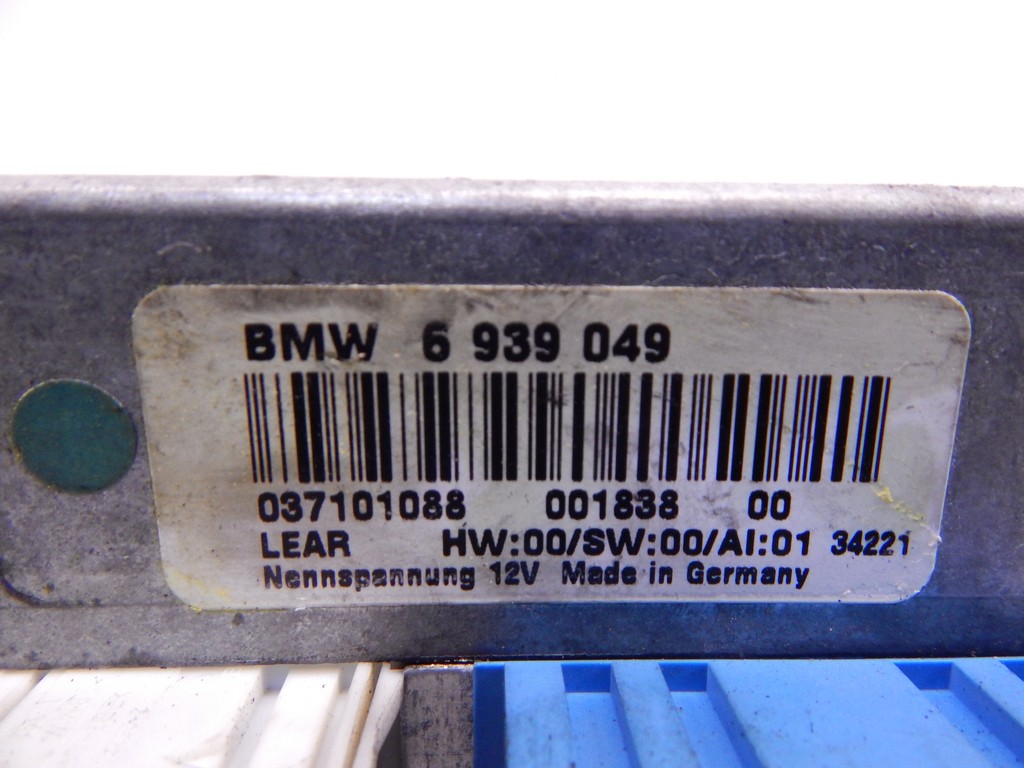 BMW 6 939 049
037101088 001838 00
LEAR HW:00/SW:00/AI:01 34221
Nennspannung 12V Made in Germany